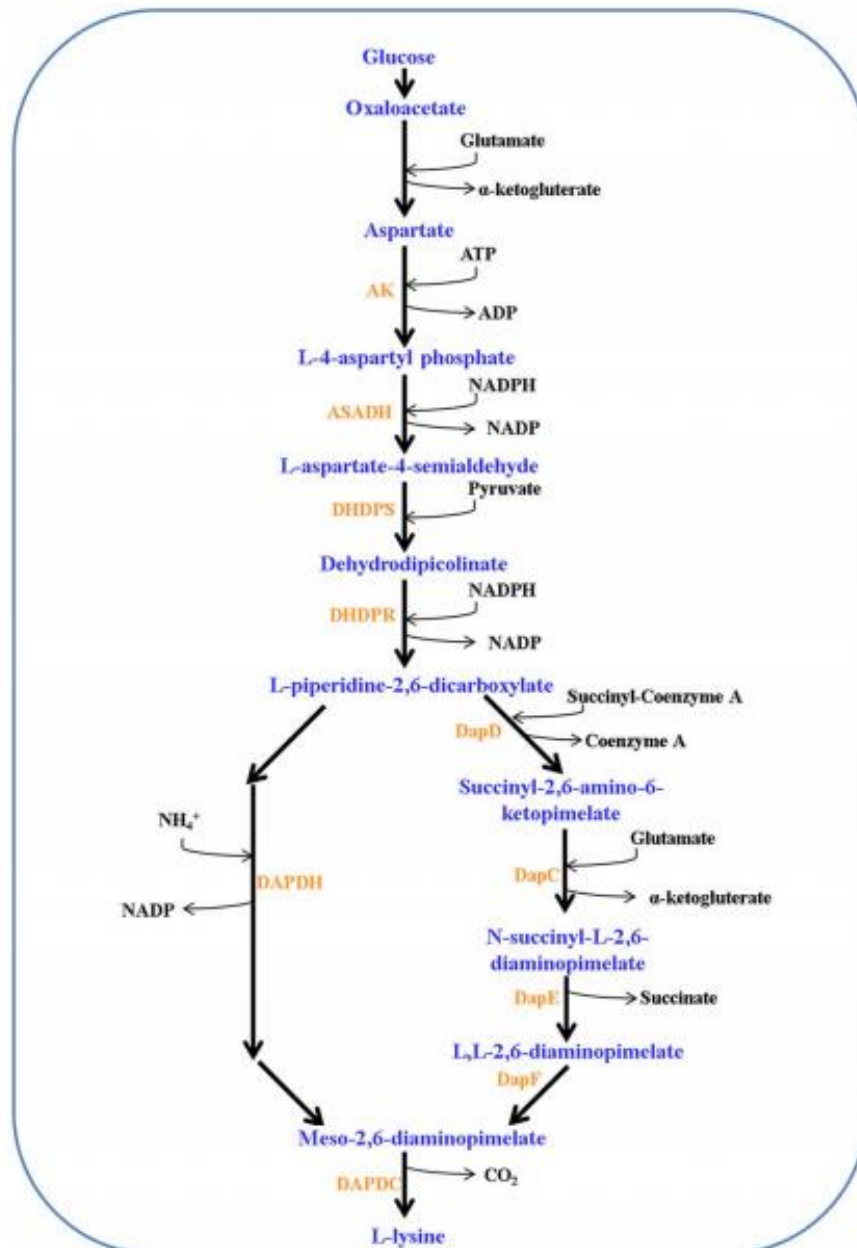 Glucose
Oxaloacetate
Glutamate
α-ketogluterate
Aspartate
ATP
AK
ADP
L-4-aspartyl phosphate
NADPH
ASADH
NADP
L-aspartate-4-semialdehyde
Pyruvate
DHDPS
Dehydrodipicolinate
NADPH
DHDPR
NADP
L-piperidine-2,6-dicarboxylate
Succinyl-Coenzyme A
DapD
Coenzyme A
Succinyl-2,6-amino-6-
ketopimelate
NH₄⁺
Glutamate
DAPDH
DapC
NADP
α-ketogluterate
N-succinyl-L-2,6-
diaminopimelate
DapE
Succinate
L,L-2,6-diaminopimelate
DapF
Meso-2,6-diaminopimelate
DAPDC
CO₂
L-lysine